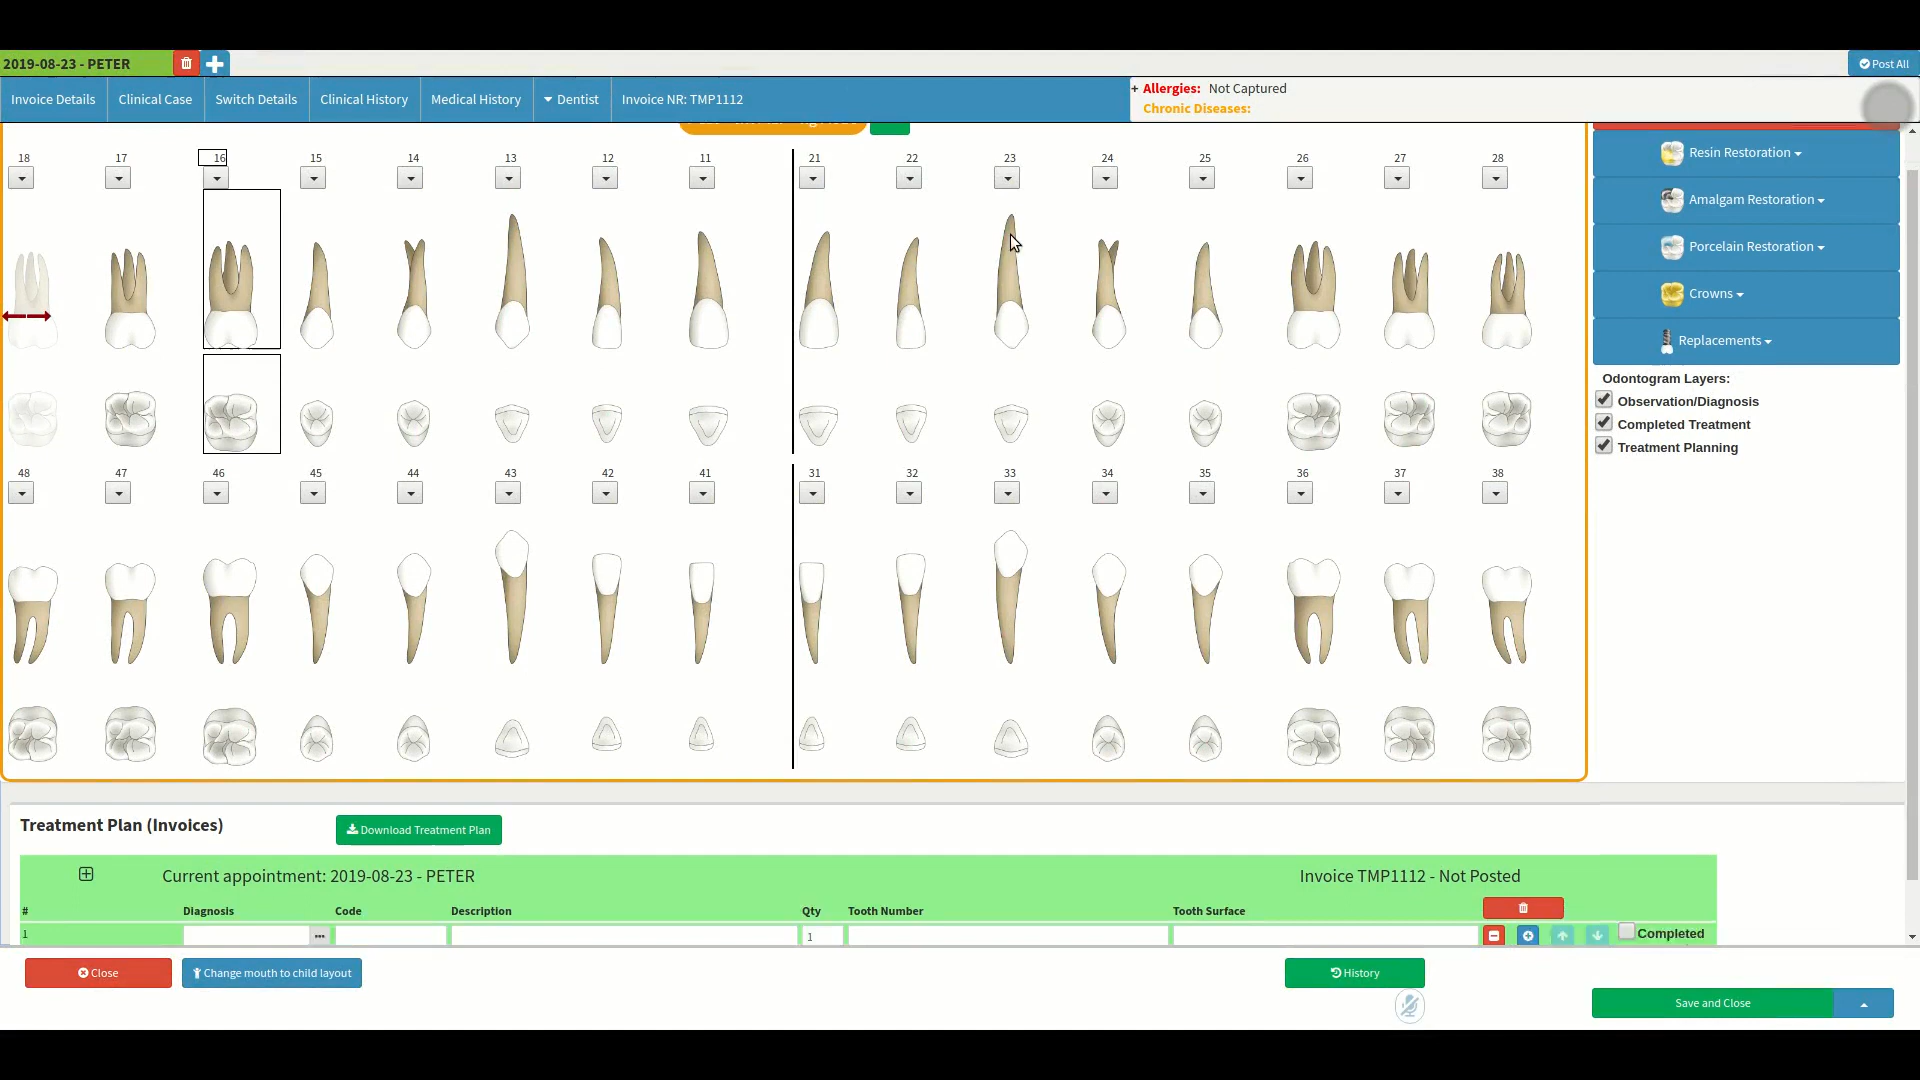 2019-08-23 - PETER
Post All
Invoice Details
Clinical Case
Switch Details
Clinical History
Medical History
Dentist
Invoice NR: TMP1112
+ Allergies: Not Captured
Chronic Diseases:
18 17 16 15 14 13 12 11 21 22 23 24 25 26 27 28
Resin Restoration
Amalgam Restoration
Porcelain Restoration
Crowns
Replacements
Odontogram Layers:
Observation/Diagnosis
Completed Treatment
Treatment Planning
48 47 46 45 44 43 42 41 31 32 33 34 35 36 37 38
Treatment Plan (Invoices)
Download Treatment Plan
Current appointment: 2019-08-23 - PETER
Invoice TMP1112 - Not Posted
# Diagnosis Code Description Qty Tooth Number Tooth Surface
1 ... 1 Completed
Close
Change mouth to child layout
History
Save and Close